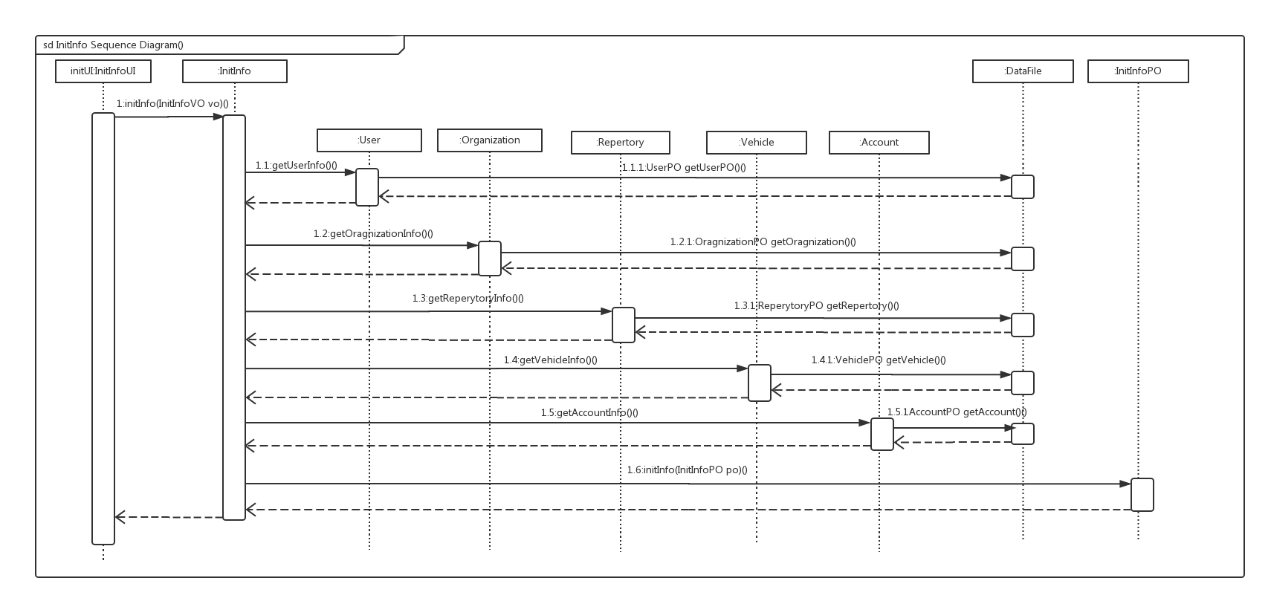 sd InitInfo Sequence Diagram()
initUI:InitInfoUI
:InitInfo
:DataFile
:InitInfoPO
1:initInfo(InitInfoVO vo)()
:User
:Organization
:Repertory
:Vehicle
:Account
1.1:getUserInfo()()
1.1.1:UserPO getUserPO()()
1.2:getOragnizationInfo()()
1.2.1:OragnizationPO getOragnization()()
1.3:getReperytoryInfo()()
1.3.1:ReperytoryPO getRepertory()()
1.4:getVehicleInfo()()
1.4.1:VehiclePO getVehicle()()
1.5:getAccountInfo()()
1.5.1AccountPO getAccount()()
1.6:initInfo(InitInfoPO po)()